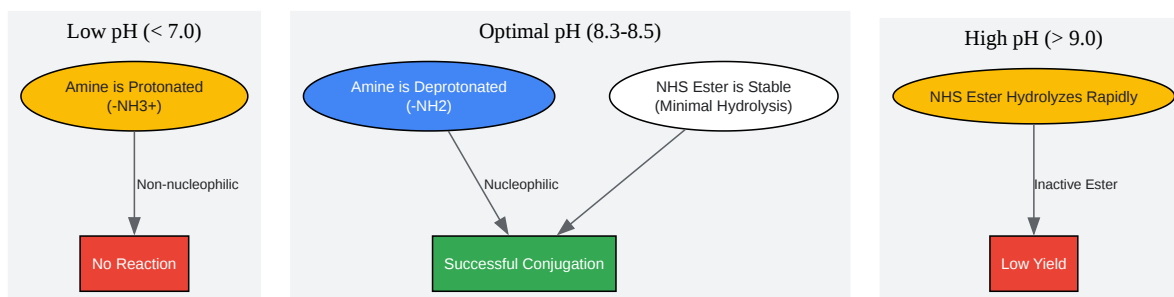 Low pH (< 7.0)
Amine is Protonated
(-NH3+)
Non-nucleophilic
No Reaction
Optimal pH (8.3-8.5)
Amine is Deprotonated
(-NH2)
NHS Ester is Stable
(Minimal Hydrolysis)
Nucleophilic
Successful Conjugation
High pH (> 9.0)
NHS Ester Hydrolyzes Rapidly
Inactive Ester
Low Yield